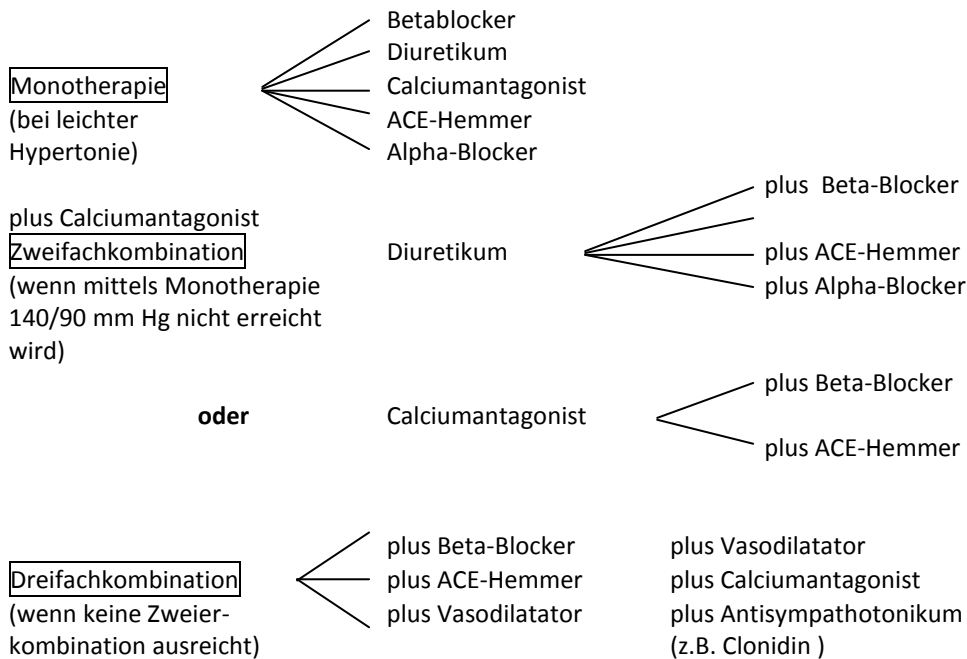 Betablocker
Diuretikum
Monotherapie
Calciumantagonist
(bei leichter
ACE-Hemmer
Hypertonie)
Alpha-Blocker
plus Beta-Blocker
plus Calciumantagonist
Zweifachkombination
Diuretikum
plus ACE-Hemmer
(wenn mittels Monotherapie
plus Alpha-Blocker
140/90 mm Hg nicht erreicht
wird)
plus Beta-Blocker
oder
Calciumantagonist
plus ACE-Hemmer
plus Beta-Blocker
plus Vasodilatator
Dreifachkombination
plus ACE-Hemmer
plus Calciumantagonist
(wenn keine Zweier-
plus Vasodilatator
plus Antisympathotonikum
kombination ausreicht)
(z.B. Clonidin )